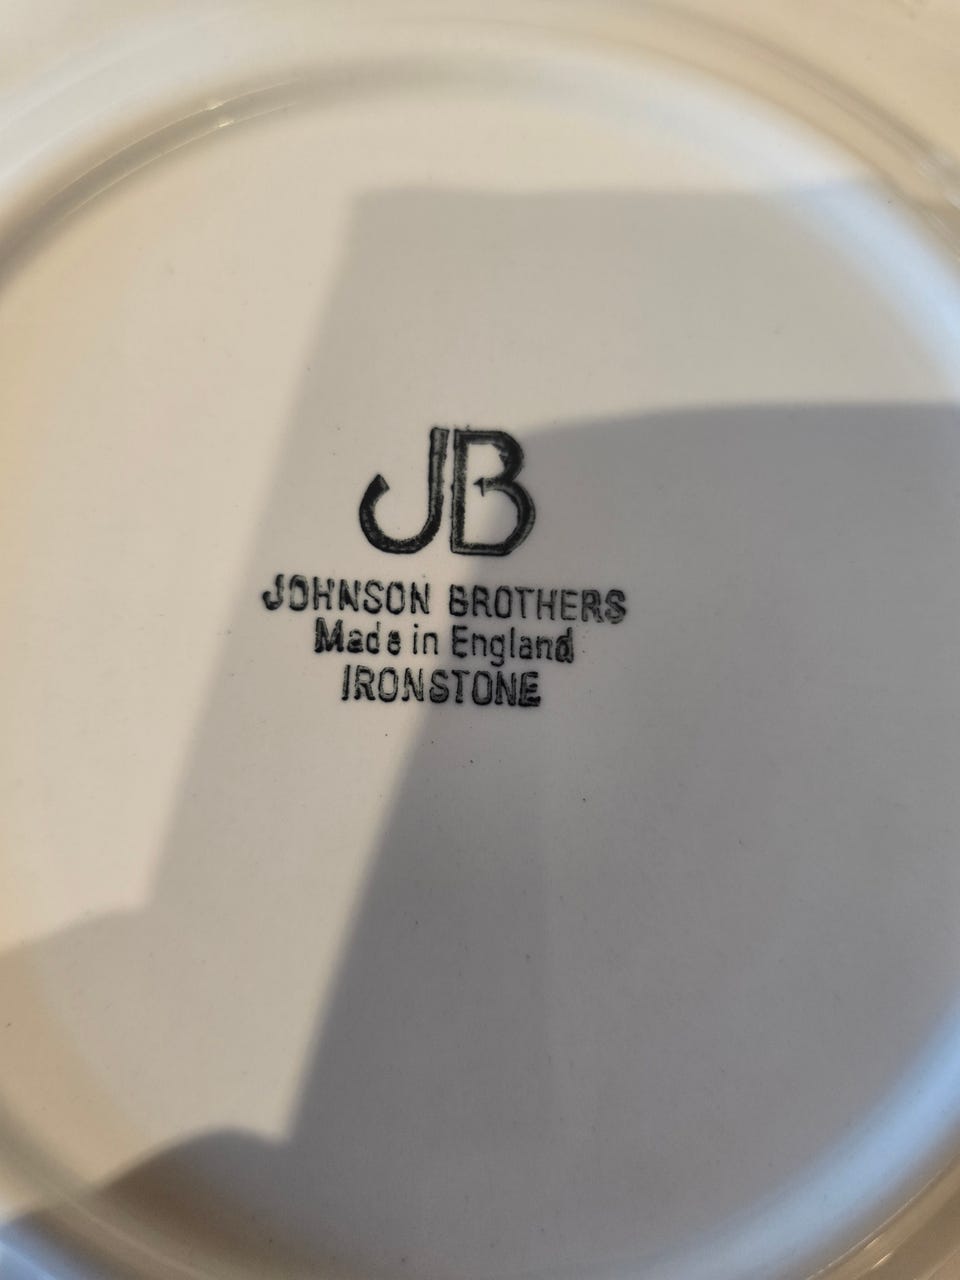 JB
JOHNSON BROTHERS
Made in England
IRONSTONE